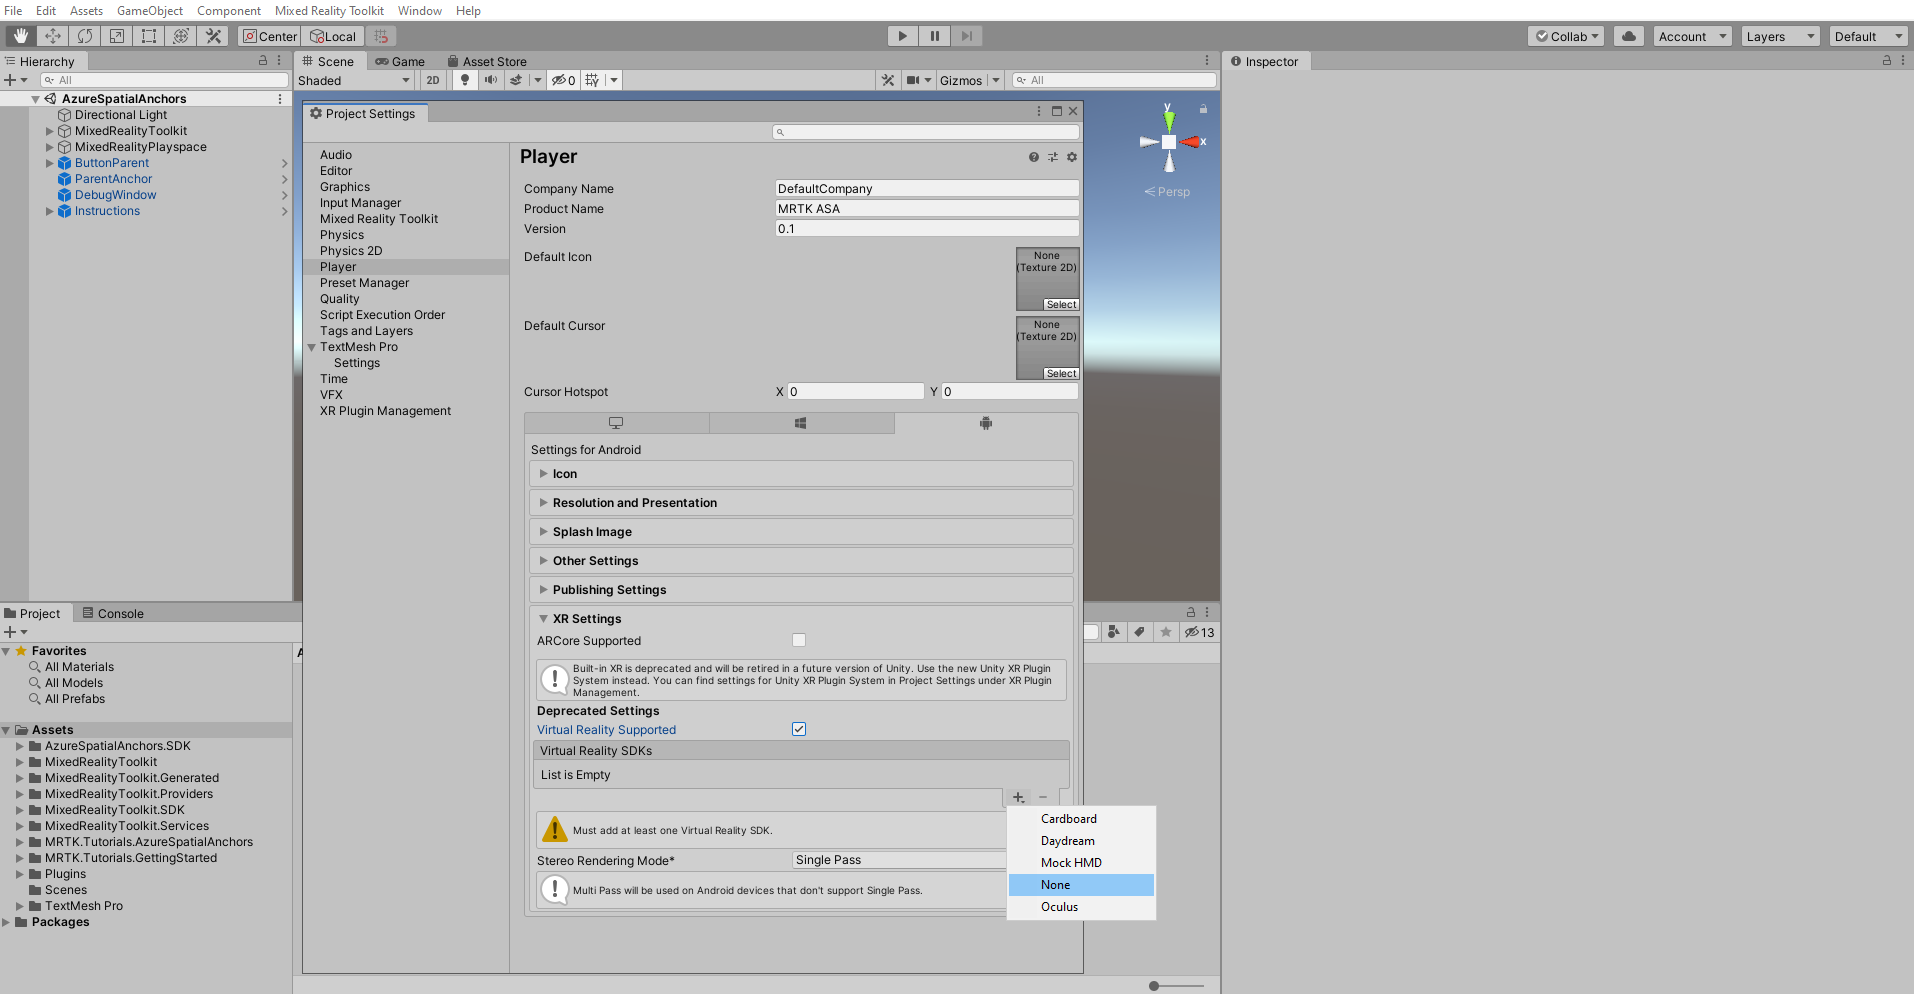 File Edit Assets GameObject Component Mixed Reality Toolkit Window Help
Center Local Collab Account Layers Default
Hierarchy
All
AzureSpatialAnchors
Directional Light
MixedRealityToolkit
MixedRealityPlayspace
ButtonParent
ParentAnchor
DebugWindow
Instructions
Scene Game Asset Store
Shaded 2D 0 Gizmos All
y
x
Persp
Inspector
Project Settings
Audio
Editor
Graphics
Input Manager
Mixed Reality Toolkit
Physics
Physics 2D
Player
Preset Manager
Quality
Script Execution Order
Tags and Layers
TextMesh Pro
Settings
Time
VFX
XR Plugin Management
Player
Company Name DefaultCompany
Product Name MRTK ASA
Version 0.1
Default Icon
None
(Texture 2D)
Select
Default Cursor
None
(Texture 2D)
Select
Cursor Hotspot X 0 Y 0
Settings for Android
Icon
Resolution and Presentation
Splash Image
Other Settings
Publishing Settings
XR Settings
ARCore Supported
Built-in XR is deprecated and will be retired in a future version of Unity. Use the new Unity XR Plugin
System instead. You can find settings for Unity XR Plugin System in Project Settings under XR Plugin
Management.
Deprecated Settings
Virtual Reality Supported
Virtual Reality SDKs
List is Empty
Must add at least one Virtual Reality SDK.
Stereo Rendering Mode* Single Pass
Multi Pass will be used on Android devices that don't support Single Pass.
Cardboard
Daydream
Mock HMD
None
Oculus
Project Console
13
Favorites
All Materials
All Models
All Prefabs
Assets
AzureSpatialAnchors.SDK
MixedRealityToolkit
MixedRealityToolkit.Generated
MixedRealityToolkit.Providers
MixedRealityToolkit.SDK
MixedRealityToolkit.Services
MRTK.Tutorials.AzureSpatialAnchors
MRTK.Tutorials.GettingStarted
Plugins
Scenes
TextMesh Pro
Packages